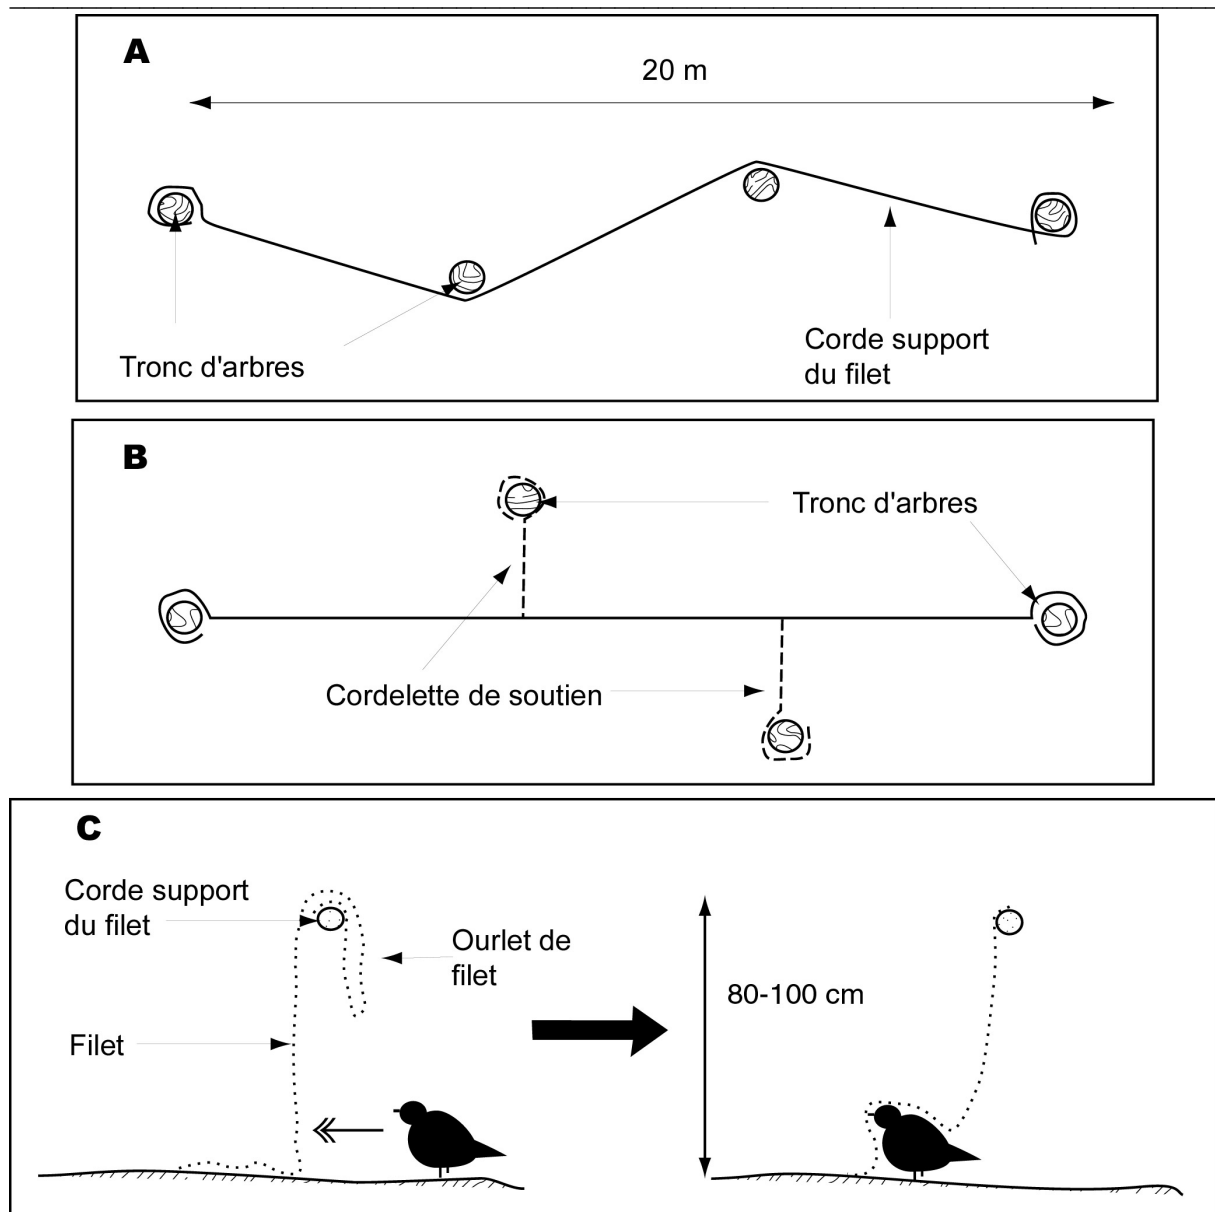 A
20 m
Tronc d'arbres
Corde support
du filet
B
Tronc d'arbres
Cordelette de soutien
C
Corde support
du filet
Ourlet de
filet
80-100 cm
Filet